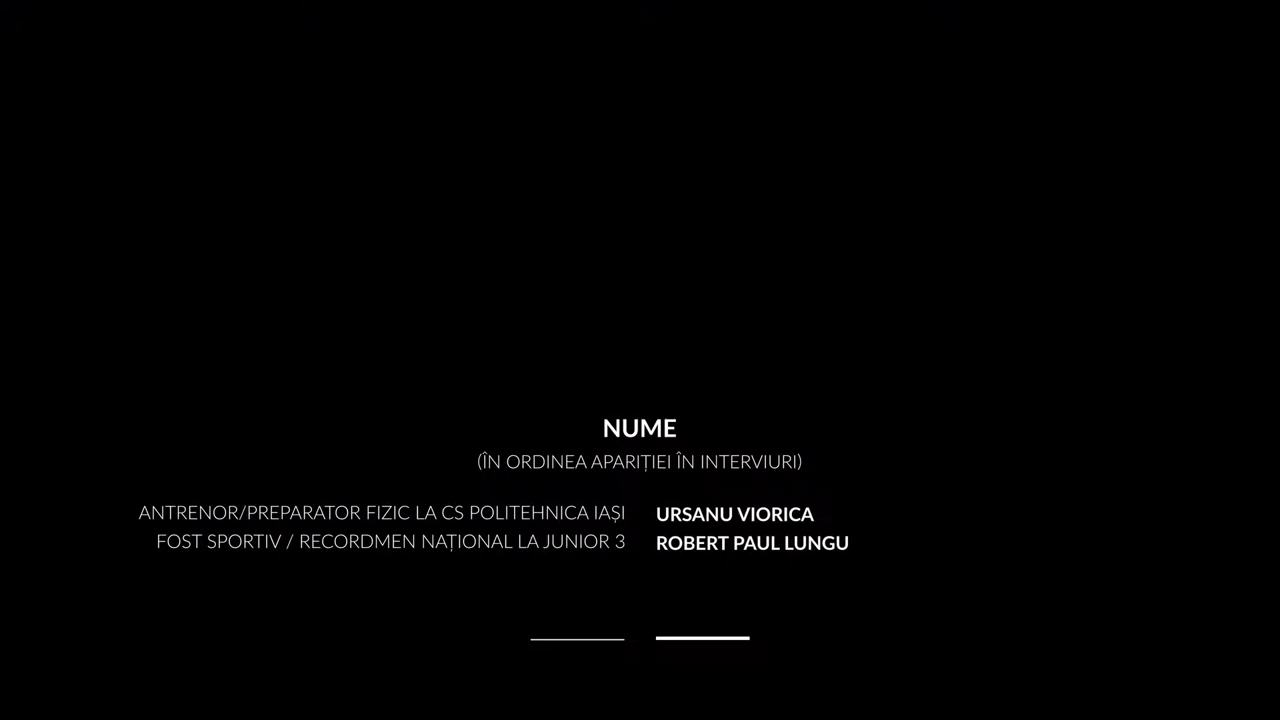 NUME
(ÎN ORDINEA APARIȚIEI ÎN INTERVIURI)
ANTRENOR/PREPARATOR FIZIC LA CS POLITEHNICA IAȘI URSANU VIORICA
FOST SPORTIV / RECORDMEN NAȚIONAL LA JUNIOR 3 ROBERT PAUL LUNGU